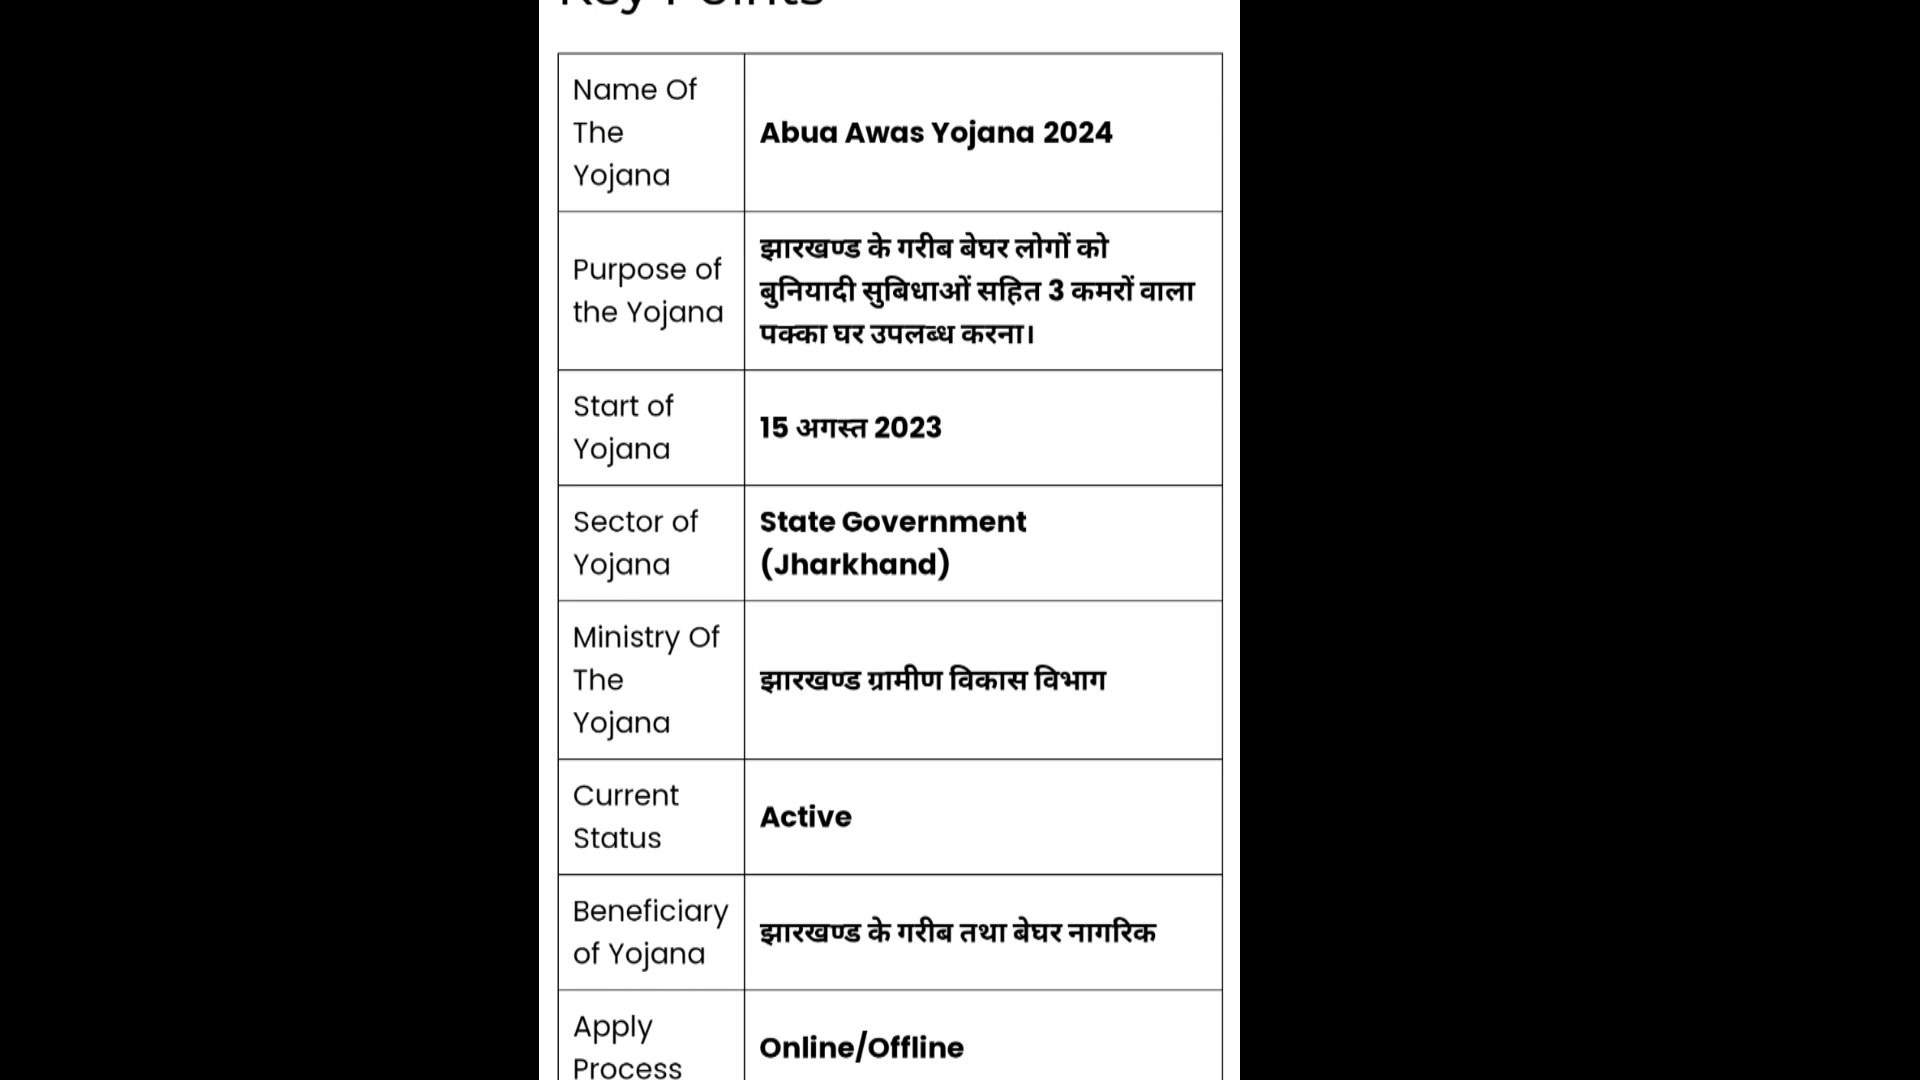 Key Points
Name Of
The
Yojana
Abua Awas Yojana 2024
Purpose of
the Yojana
झारखण्ड के गरीब बेघर लोगों को
बुनियादी सुबिधाओं सहित 3 कमरों वाला
पक्का घर उपलब्ध करना।
Start of
Yojana
15 अगस्त 2023
Sector of
Yojana
State Government
(Jharkhand)
Ministry Of
The
Yojana
झारखण्ड ग्रामीण विकास विभाग
Current
Status
Active
Beneficiary
of Yojana
झारखण्ड के गरीब तथा बेघर नागरिक
Apply
Process
Online/Offline